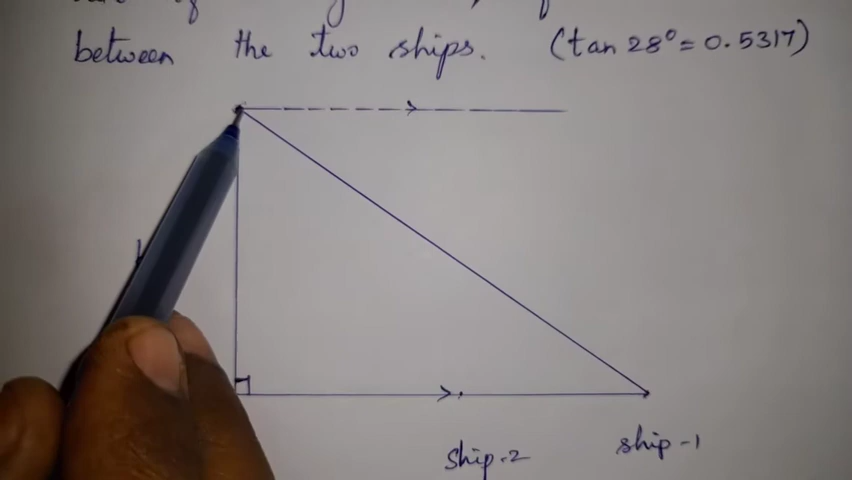 between the two ships. (tan 28° = 0.5317)
ship-2
ship-1